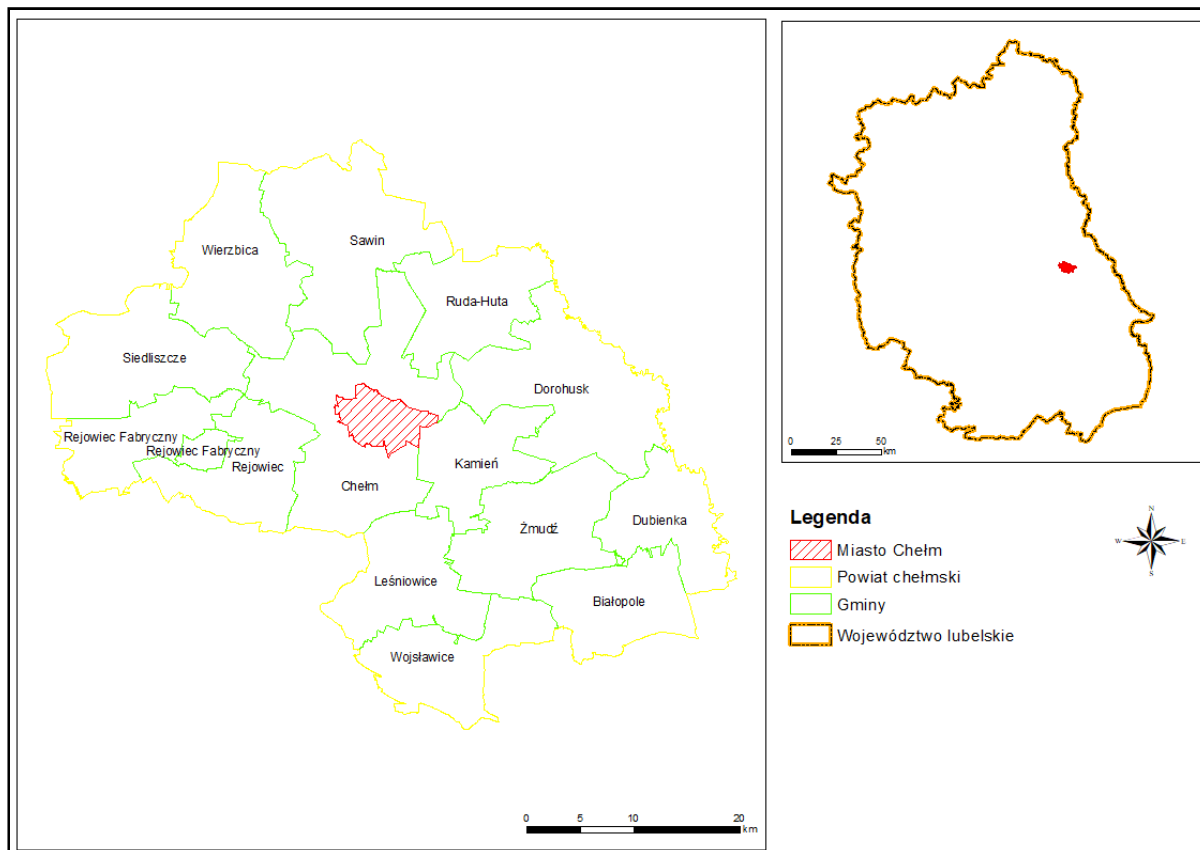 Sawin
Wierzbica
Ruda-Huta
Siedliszcze
Dorohusk
Rejowiec Fabryczny
Rejowiec Fabryczny
Rejowiec
Kamień
Chełm
Żmudź
Dubienka
Leśniowice
Białopole
Wojsławice
0 5 10 20
km
0 25 50
km
Legenda
Miasto Chełm
Powiat chełmski
Gminy
Województwo lubelskie
N
W E
S